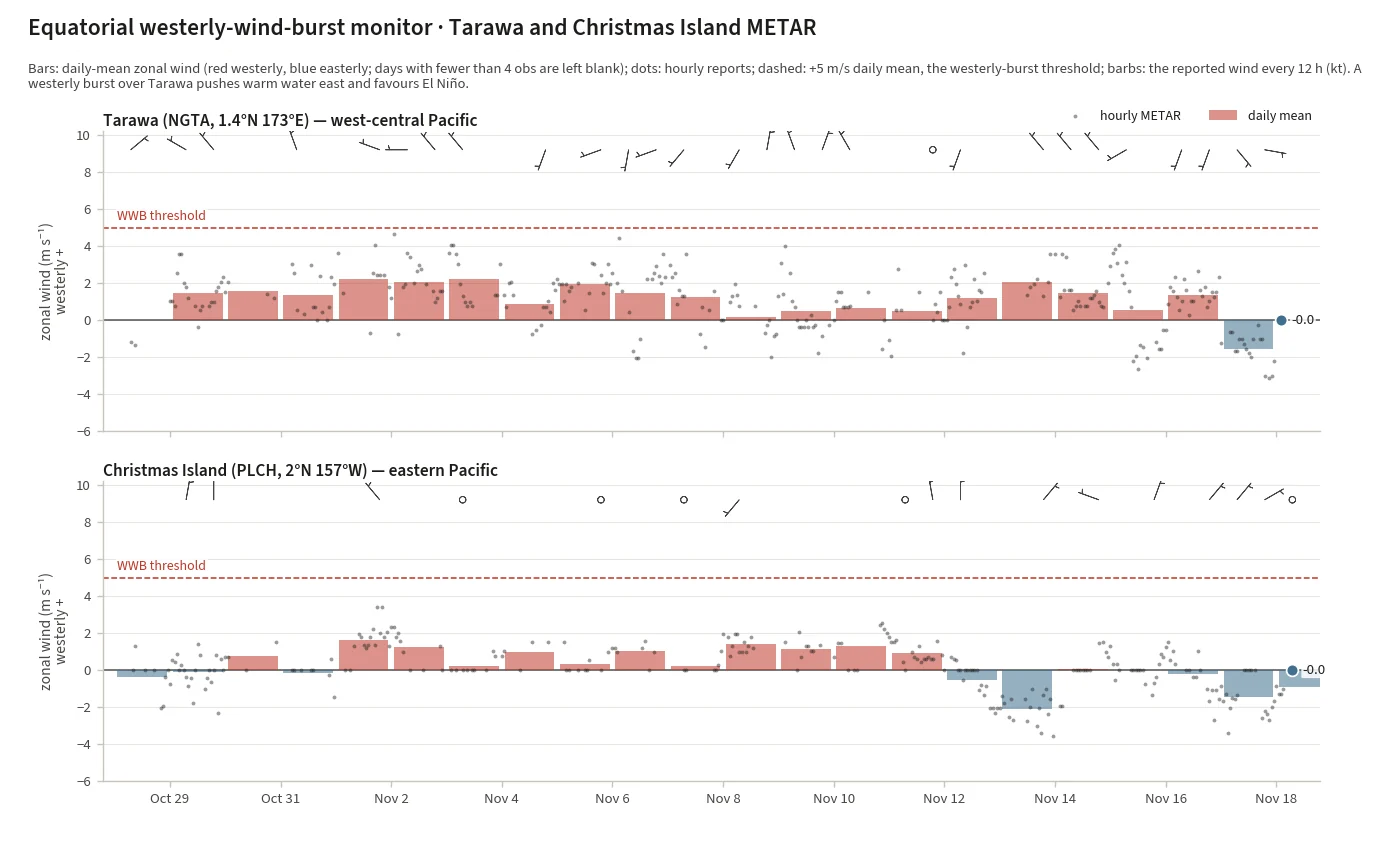 Equatorial westerly-wind-burst monitor · Tarawa and Christmas Island METAR
Bars: daily-mean zonal wind (red westerly, blue easterly; days with fewer than 4 obs are left blank); dots: hourly reports; dashed: +5 m/s daily mean, the westerly-burst threshold; barbs: the reported wind every 12 h (kt). A
westerly burst over Tarawa pushes warm water east and favours El Niño.
Tarawa (NGTA, 1.4°N 173°E) — west-central Pacific
hourly METAR
daily mean
10
8
6
4
2
0
−2
−4
−6
zonal wind (m s⁻¹)
westerly +
WWB threshold
-0.0
Christmas Island (PLCH, 2°N 157°W) — eastern Pacific
10
8
6
4
2
0
−2
−4
−6
zonal wind (m s⁻¹)
westerly +
WWB threshold
-0.0
Oct 29
Oct 31
Nov 2
Nov 4
Nov 6
Nov 8
Nov 10
Nov 12
Nov 14
Nov 16
Nov 18